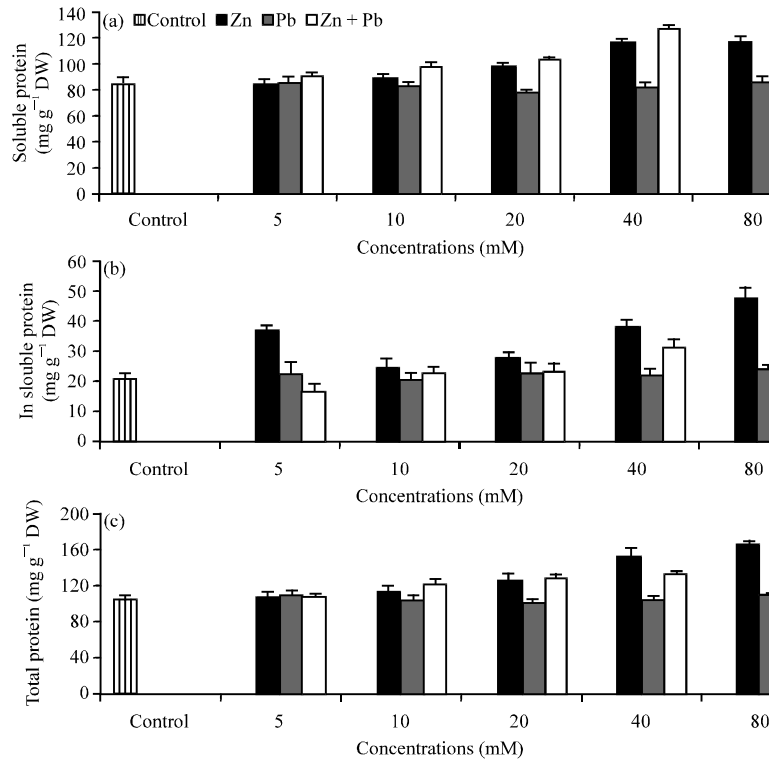 (a) Control Zn Pb Zn + Pb
Soluble protein
(mg g⁻¹ DW)
140
120
100
80
60
40
20
0
Control 5 10 20 40 80
Concentrations (mM)
(b)
In slouble protein
(mg g⁻¹ DW)
60
50
40
30
20
10
0
Control 5 10 20 40 80
Concentrations (mM)
(c)
Total protein (mg g⁻¹ DW)
200
160
120
80
40
0
Control 5 10 20 40 80
Concentrations (mM)